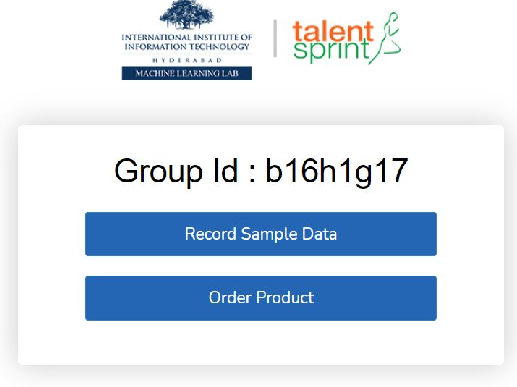 INTERNATIONAL INSTITUTE OF
INFORMATION TECHNOLOGY
HYDERABAD
MACHINE LEARNING LAB
talent
sprint
Group Id : b16h1g17
Record Sample Data
Order Product